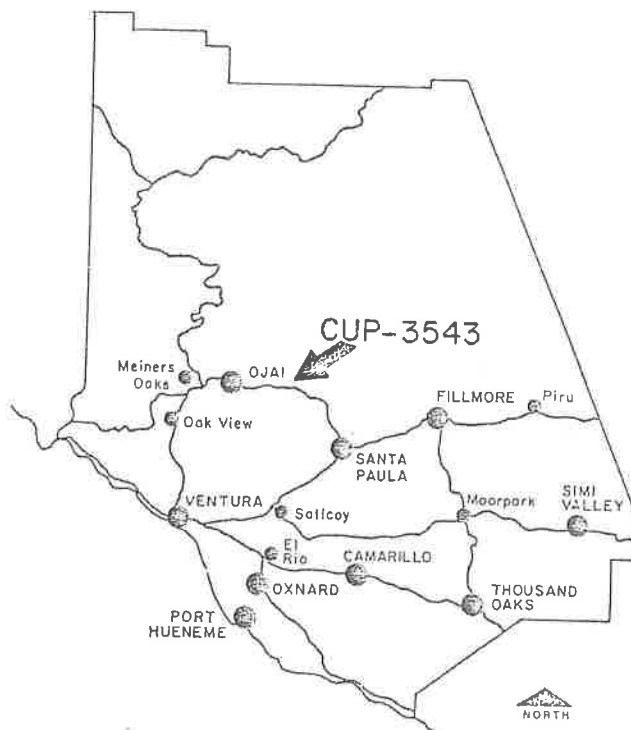 CUP-3543
Meiners
Oaks
OJAI
Oak View
FILLMORE
Piru
SANTA
PAULA
VENTURA
Saticoy
Moorpark
SIMI
VALLEY
El
Rio
CAMARILLO
OXNARD
THOUSAND
OAKS
PORT
HUENEME
NORTH